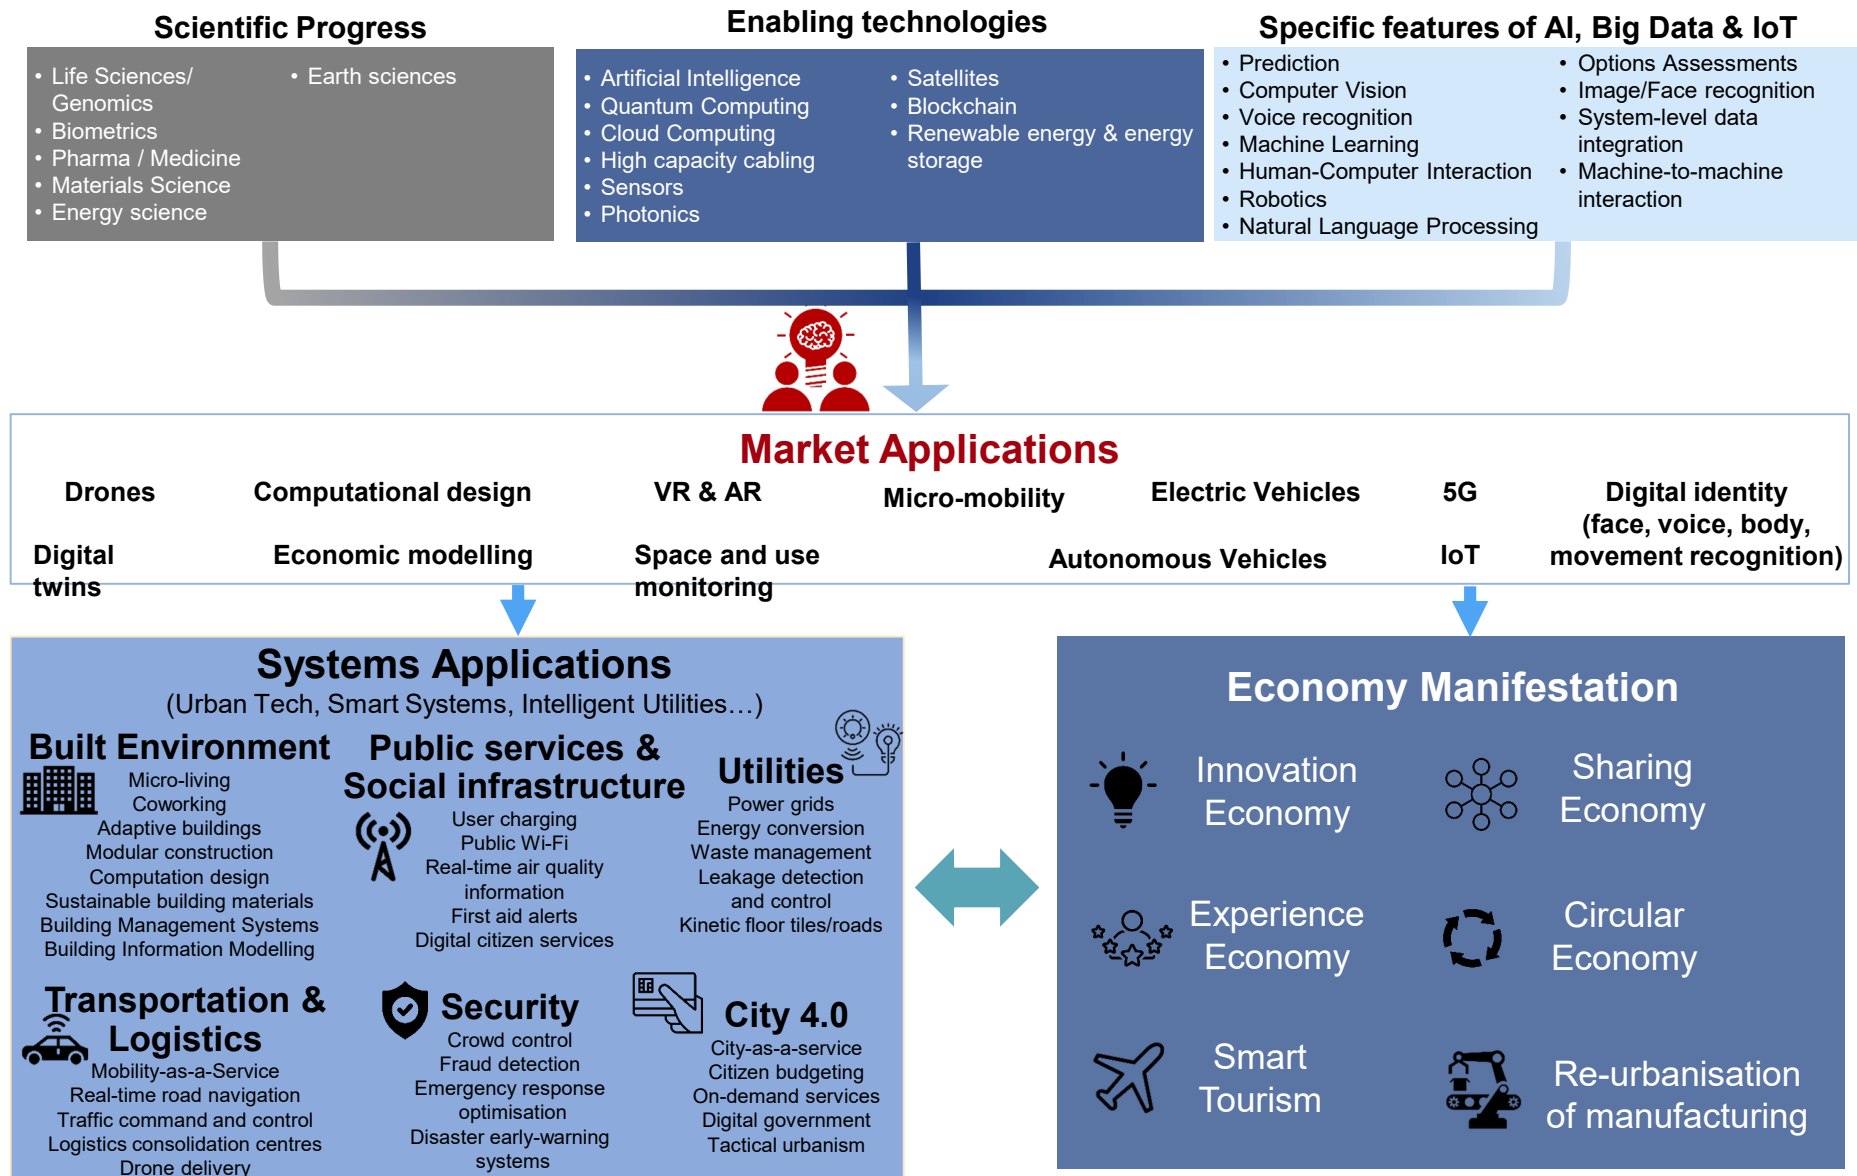 Scientific Progress
• Life Sciences/
Genomics
• Biometrics
• Pharma / Medicine
• Materials Science
• Energy science
• Earth sciences
Enabling technologies
• Artificial Intelligence
• Quantum Computing
• Cloud Computing
• High capacity cabling
• Sensors
• Photonics
• Satellites
• Blockchain
• Renewable energy & energy
storage
Specific features of AI, Big Data & IoT
• Prediction
• Computer Vision
• Voice recognition
• Machine Learning
• Human-Computer Interaction
• Robotics
• Natural Language Processing
• Options Assessments
• Image/Face recognition
• System-level data
integration
• Machine-to-machine
interaction
Market Applications
Drones
Computational design
VR & AR
Micro-mobility
Electric Vehicles
5G
Digital identity
(face, voice, body,
movement recognition)
Digital
twins
Economic modelling
Space and use
monitoring
Autonomous Vehicles
IoT
Systems Applications
(Urban Tech, Smart Systems, Intelligent Utilities…)
Built Environment
Micro-living
Coworking
Adaptive buildings
Modular construction
Computation design
Sustainable building materials
Building Management Systems
Building Information Modelling
Public services &
Social infrastructure
User charging
Public Wi-Fi
Real-time air quality
information
First aid alerts
Digital citizen services
Utilities
Power grids
Energy conversion
Waste management
Leakage detection
and control
Kinetic floor tiles/roads
Transportation &
Logistics
Mobility-as-a-Service
Real-time road navigation
Traffic command and control
Logistics consolidation centres
Drone delivery
Security
Crowd control
Fraud detection
Emergency response
optimisation
Disaster early-warning
systems
City 4.0
City-as-a-service
Citizen budgeting
On-demand services
Digital government
Tactical urbanism
Economy Manifestation
Innovation
Economy
Sharing
Economy
Experience
Economy
Circular
Economy
Smart
Tourism
Re-urbanisation
of manufacturing